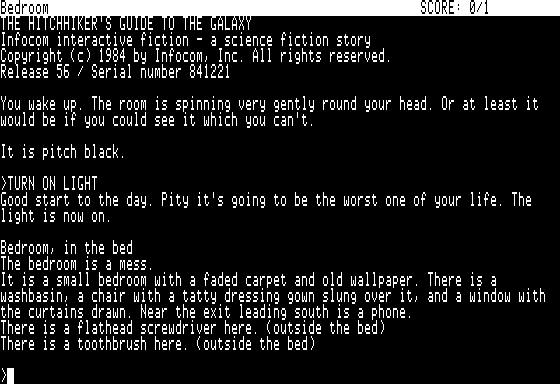 Bedroom SCORE: 0/1
THE HITCHHIKER'S GUIDE TO THE GALAXY
Infocom interactive fiction - a science fiction story
Copyright (c) 1984 by Infocom, Inc. All rights reserved.
Release 56 / Serial number 841221
You wake up. The room is spinning very gently round your head. Or at least it
would be if you could see it which you can't.
It is pitch black.
>TURN ON LIGHT
Good start to the day. Pity it's going to be the worst one of your life. The
light is now on.
Bedroom, in the bed
The bedroom is a mess.
It is a small bedroom with a faded carpet and old wallpaper. There is a
washbasin, a chair with a tatty dressing gown slung over it, and a window with
the curtains drawn. Near the exit leading south is a phone.
There is a flathead screwdriver here. (outside the bed)
There is a toothbrush here. (outside the bed)
>